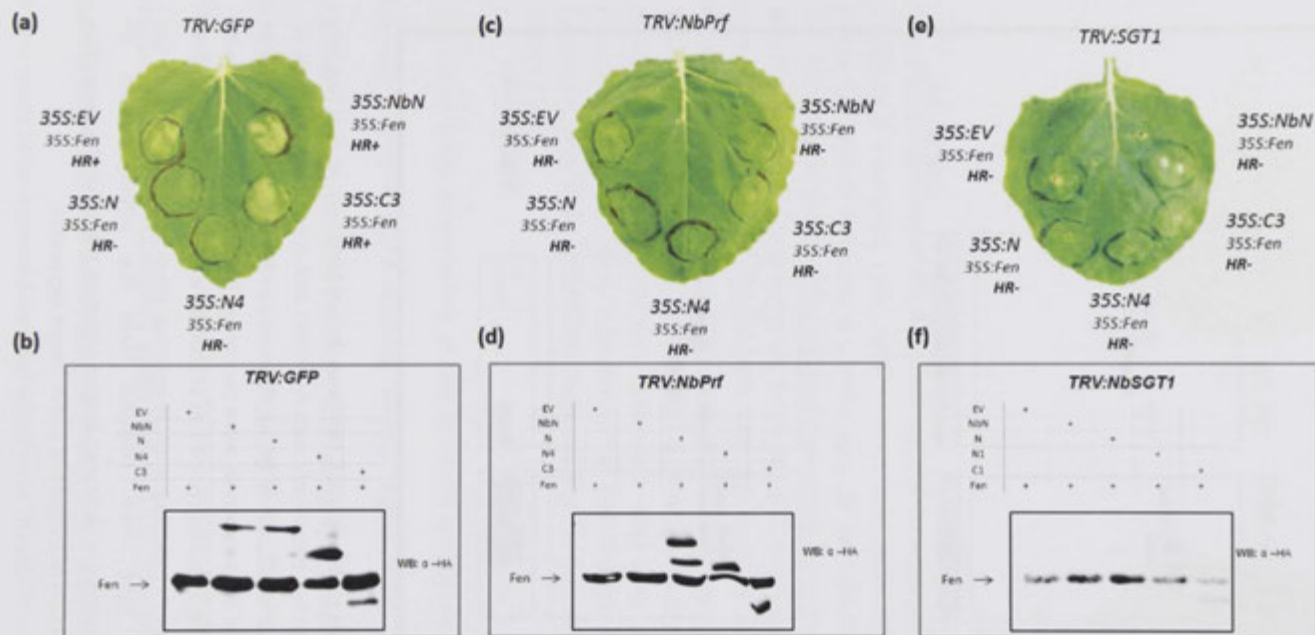 (a)
TRV:GFP
35S:EV
35S:Fen
HR+
35S:NbN
35S:Fen
HR+
35S:N
35S:Fen
HR-
35S:C3
35S:Fen
HR+
35S:N4
35S:Fen
HR-
(c)
TRV:NbPrf
35S:EV
35S:Fen
HR-
35S:NbN
35S:Fen
HR-
35S:N
35S:Fen
HR-
35S:C3
35S:Fen
HR-
35S:N4
35S:Fen
HR-
(e)
TRV:SGT1
35S:EV
35S:Fen
HR-
35S:NbN
35S:Fen
HR-
35S:N
35S:Fen
HR-
35S:C3
35S:Fen
HR-
35S:N4
35S:Fen
HR-
(b)
TRV:GFP
EV +
NbN +
N +
N4 +
C3 +
Fen + + + + +
Fen →
WB: α –HA
(d)
TRV:NbPrf
EV +
NbN +
N +
N4 +
C3 +
Fen + + + + +
Fen →
WB: α –HA
(f)
TRV:NbSGT1
EV +
NbN +
N +
N1 +
C1 +
Fen + + + + +
Fen →
WB: α –HA